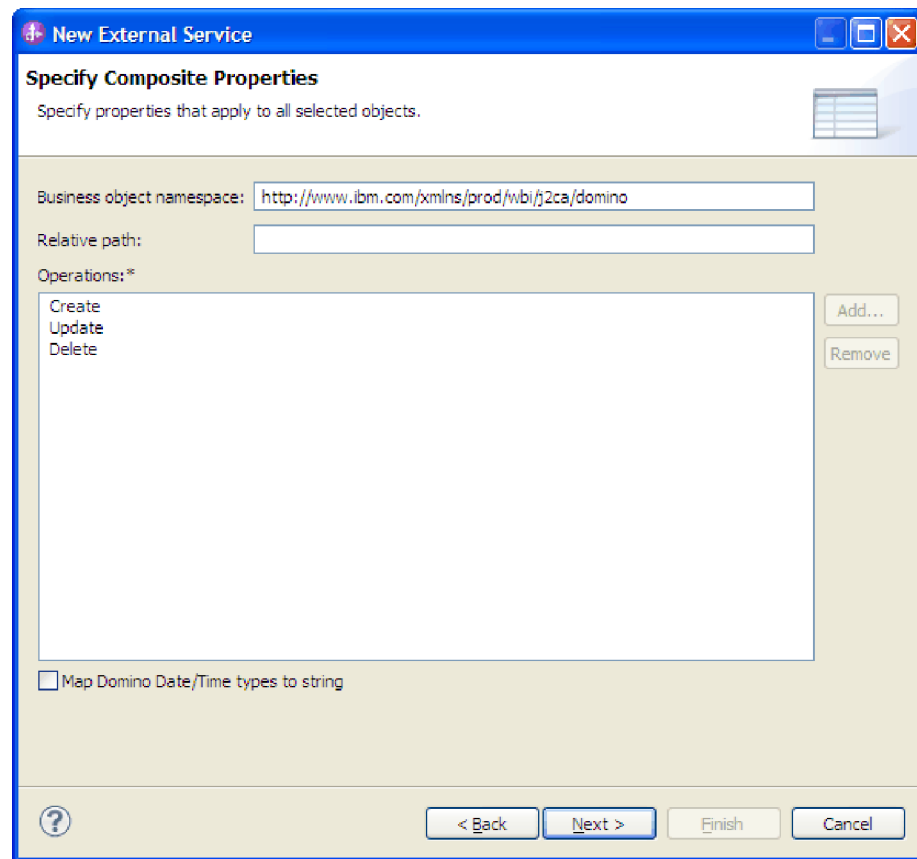 New External Service
Specify Composite Properties
Specify properties that apply to all selected objects.
Business object namespace: http://www.ibm.com/xmlns/prod/wbi/j2ca/domino
Relative path:
Operations:*
Create
Update
Delete
Add...
Remove
Map Domino Date/Time types to string
?
< Back
Next >
Finish
Cancel